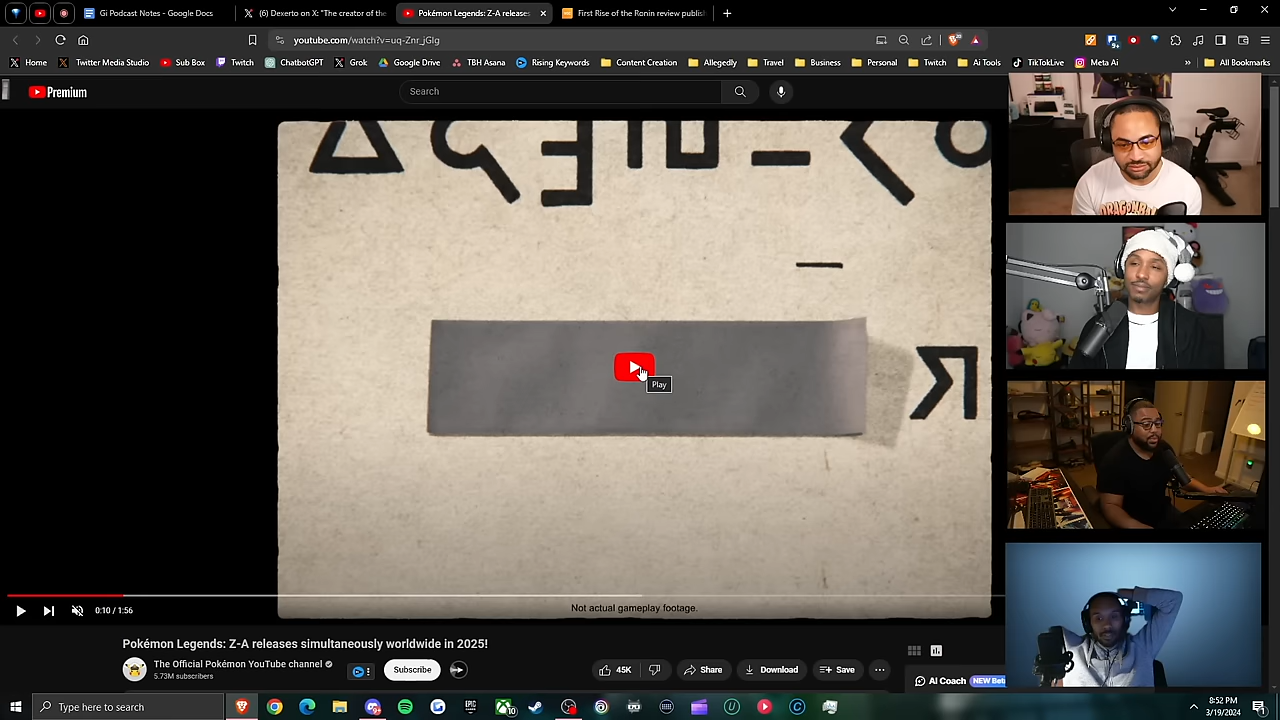 Gi Podcast Notes - Google Docs
(6) Dexerto on X: "The creator of the
Pokémon Legends: Z-A releases
First Rise of the Ronin review publis
youtube.com/watch?v=uq-Znr_jGIg
Home
Twitter Media Studio
Sub Box
Twitch
ChatbotGPT
Grok
Google Drive
TBH Asana
Rising Keywords
Content Creation
Allegedly
Travel
Business
Personal
Twitch
Ai Tools
TikTokLive
Meta Ai
All Bookmarks
Premium
Search
Play
0:10 / 1:56
Not actual gameplay footage.
Pokémon Legends: Z-A releases simultaneously worldwide in 2025!
The Official Pokémon YouTube channel
5.73M subscribers
Subscribe
45K
Share
Download
Save
AI Coach
NEW Beta
Type here to search
8:52 PM
3/19/2024